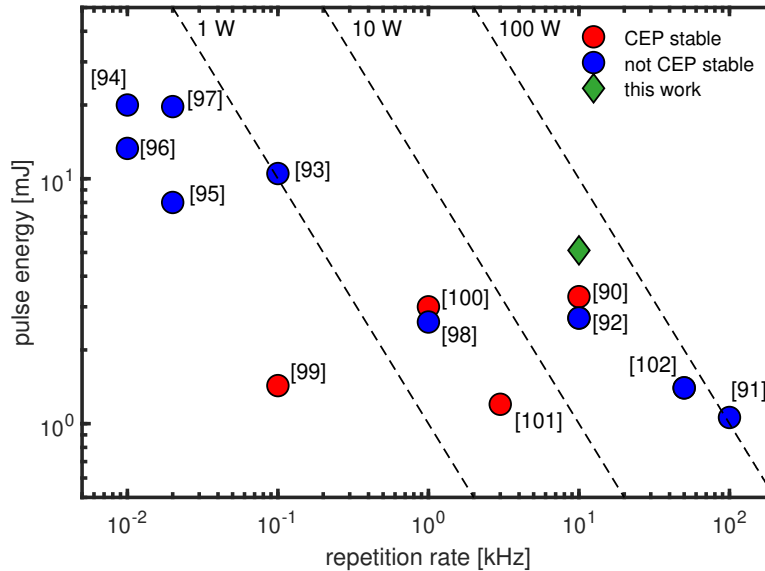 1 W
10 W
100 W
CEP stable
not CEP stable
this work
[94]
[97]
[96]
[95]
[93]
[100]
[98]
[99]
[101]
[90]
[92]
[102]
[91]
10¹
10⁰
pulse energy [mJ]
10⁻² 10⁻¹ 10⁰ 10¹ 10²
repetition rate [kHz]